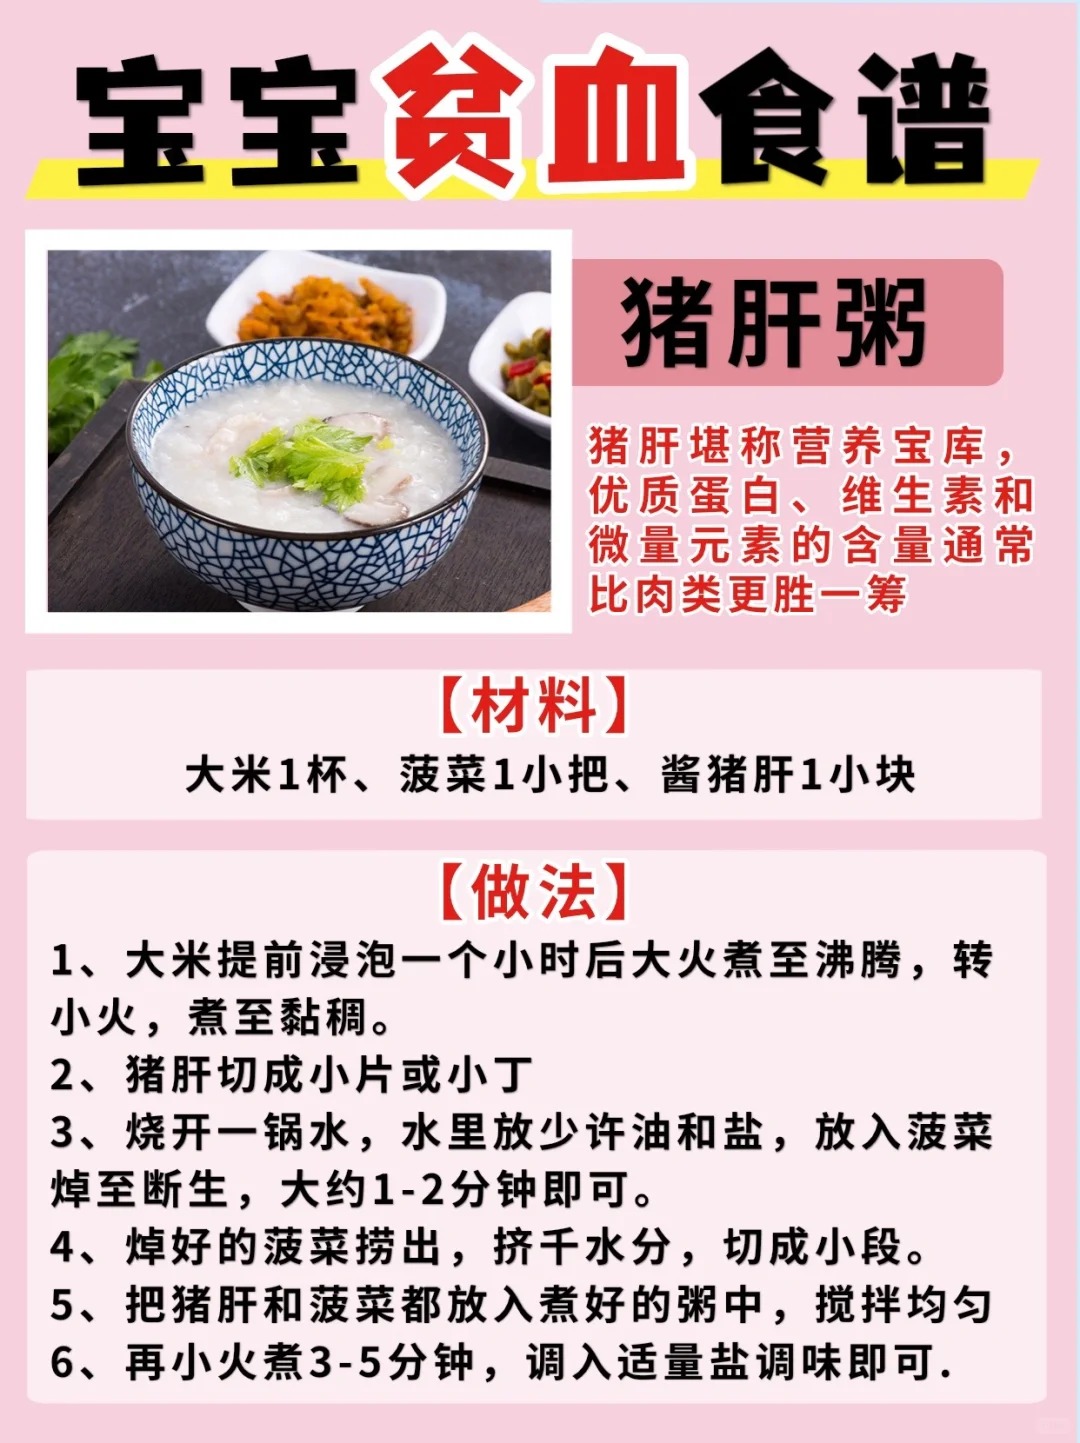 宝宝贫血食谱
猪肝粥
猪肝堪称营养宝库，
优质蛋白、维生素和
微量元素的含量通常
比肉类更胜一筹
【材料】
大米1杯、菠菜1小把、酱猪肝1小块
【做法】
1、大米提前浸泡一个小时后大火煮至沸腾，转
小火，煮至黏稠。
2、猪肝切成小片或小丁
3、烧开一锅水，水里放少许油和盐，放入菠菜
焯至断生，大约1-2分钟即可。
4、焯好的菠菜捞出，挤千水分，切成小段。
5、把猪肝和菠菜都放入煮好的粥中，搅拌均匀
6、再小火煮3-5分钟，调入适量盐调味即可.